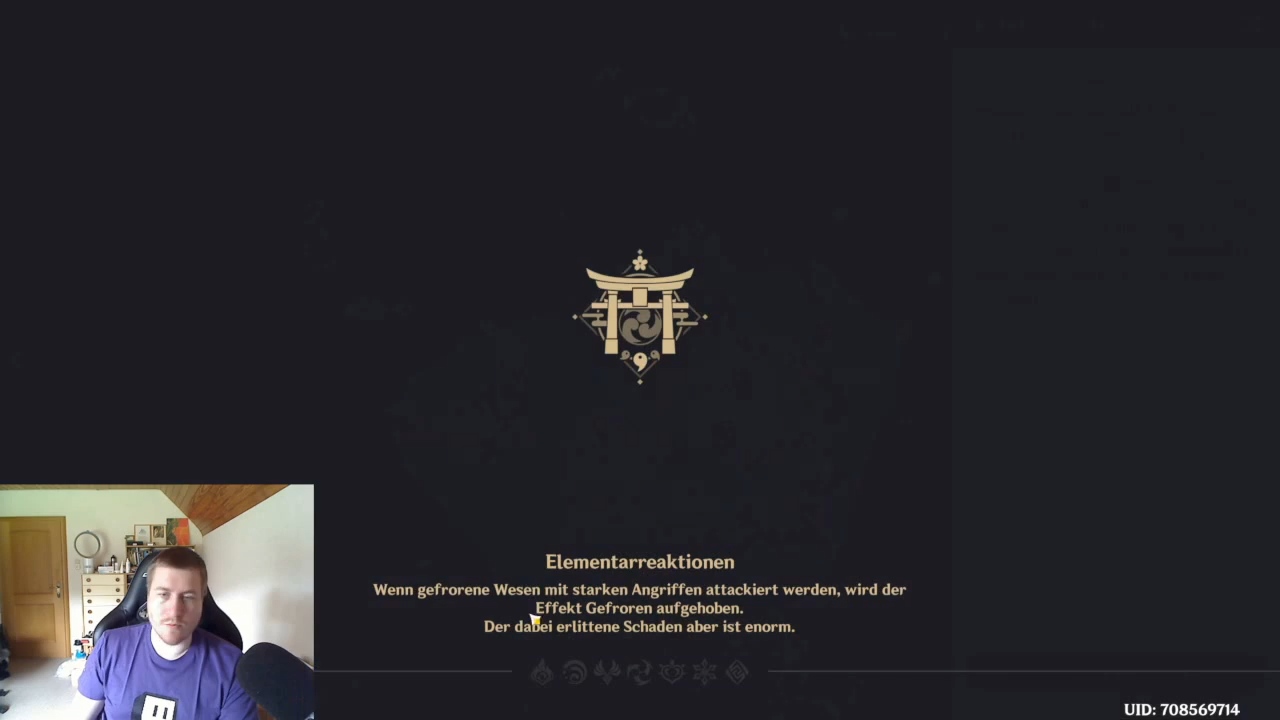 Elementarreaktionen
Wenn gefrorene Wesen mit starken Angriffen attackiert werden, wird der
Effekt Gefroren aufgehoben.
Der dabei erlittene Schaden aber ist enorm.
UID: 708569714